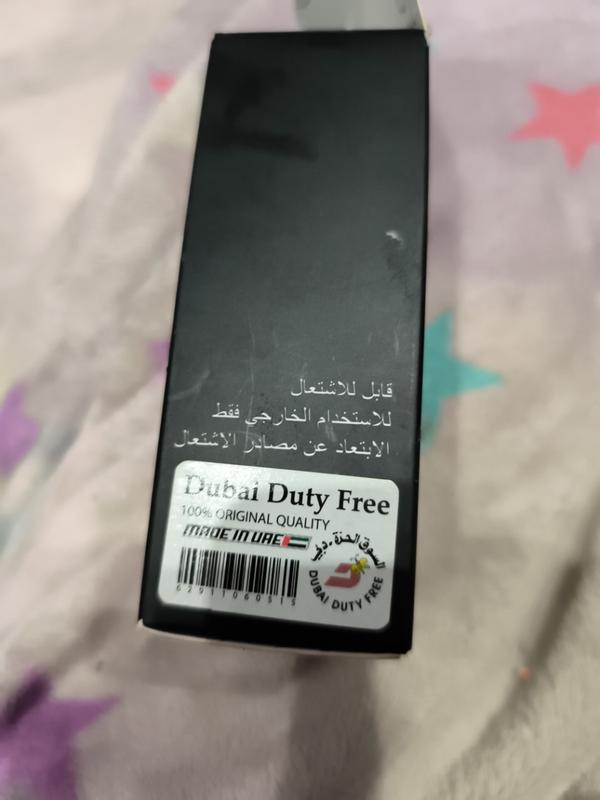 قابل للاشتعال
للاستخدام الخارجي فقط
الابتعاد عن مصادر الاشتعال
Dubai Duty Free
100% ORIGINAL QUALITY
MADE IN UAE
62911060515
السوق الحرة - دبي
DUBAI DUTY FREE